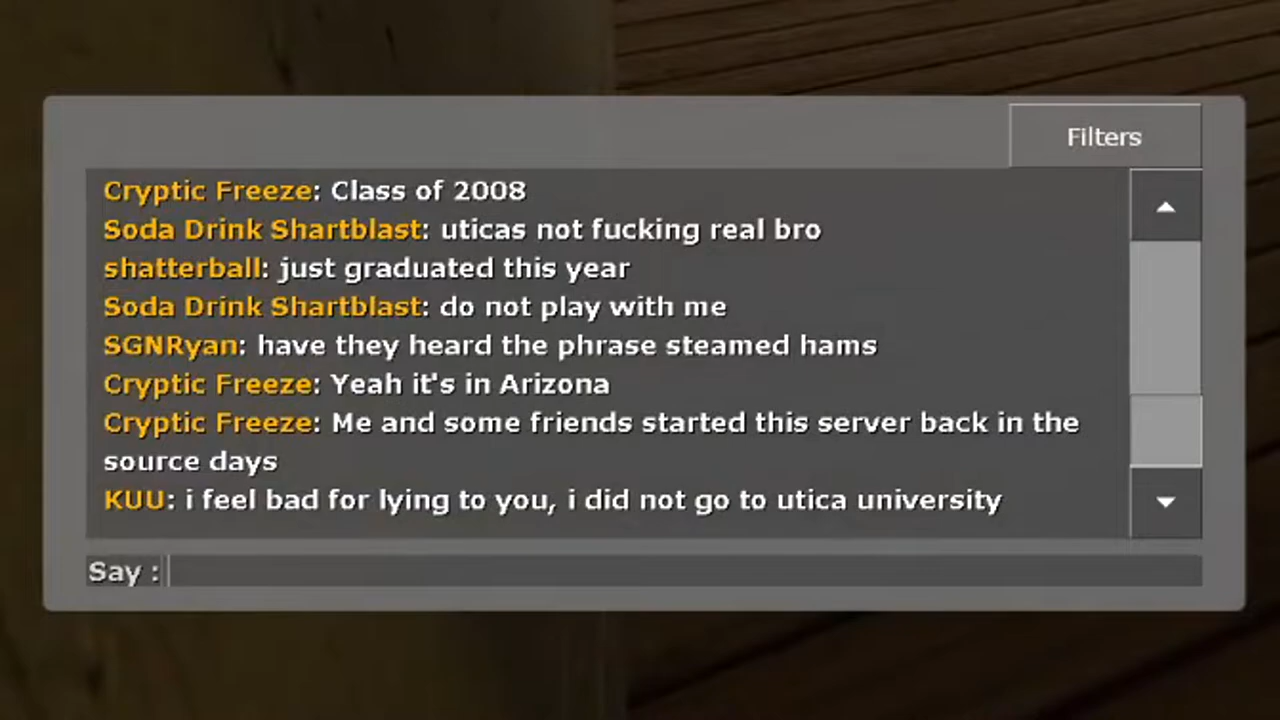 Filters
Cryptic Freeze: Class of 2008
Soda Drink Shartblast: uticas not fucking real bro
shatterball: just graduated this year
Soda Drink Shartblast: do not play with me
SGNRyan: have they heard the phrase steamed hams
Cryptic Freeze: Yeah it's in Arizona
Cryptic Freeze: Me and some friends started this server back in the
source days
KUU: i feel bad for lying to you, i did not go to utica university
Say :